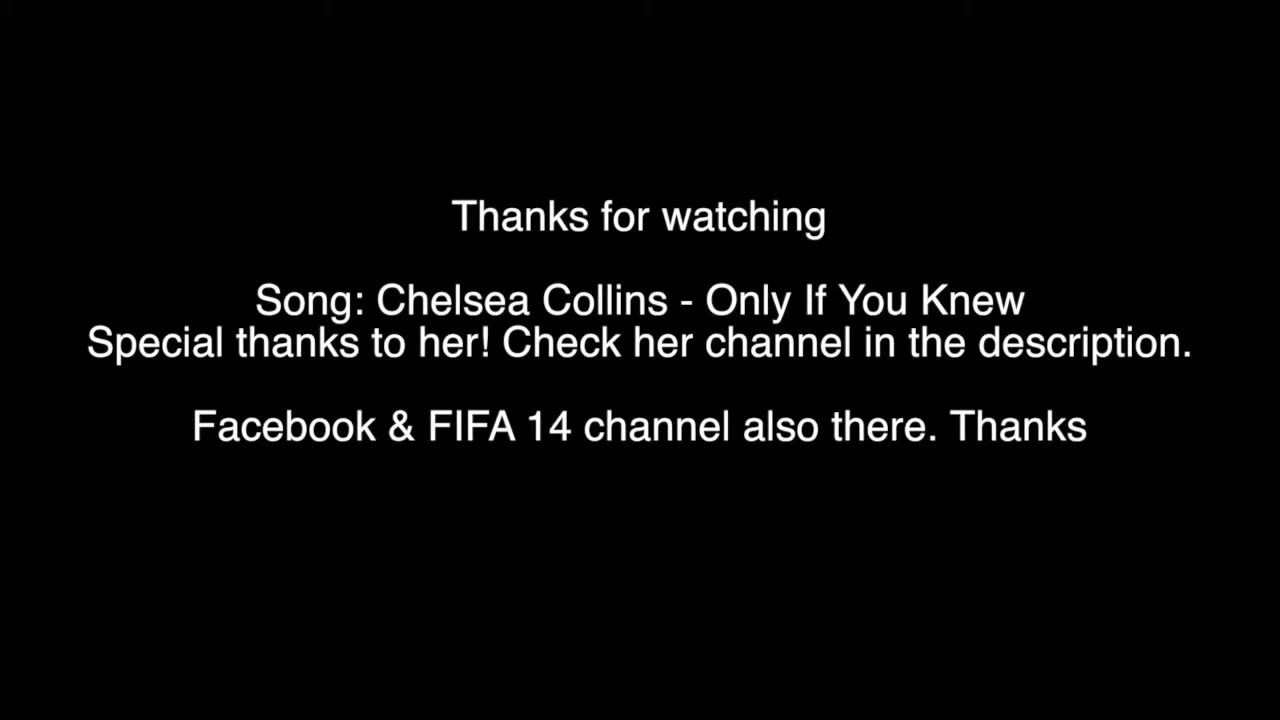 Thanks for watching
Song: Chelsea Collins - Only If You Knew
Special thanks to her! Check her channel in the description.
Facebook & FIFA 14 channel also there. Thanks